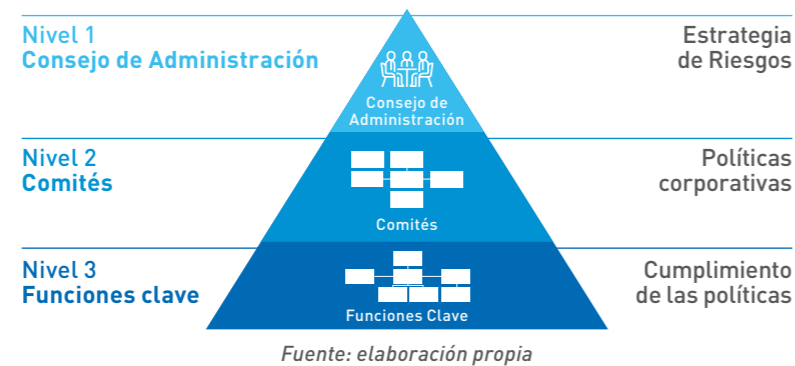 Nivel 1
Consejo de Administración
Consejo de
Administración
Estrategia
de Riesgos
Nivel 2
Comités
Comités
Políticas
corporativas
Nivel 3
Funciones clave
Funciones Clave
Cumplimiento
de las políticas
Fuente: elaboración propia